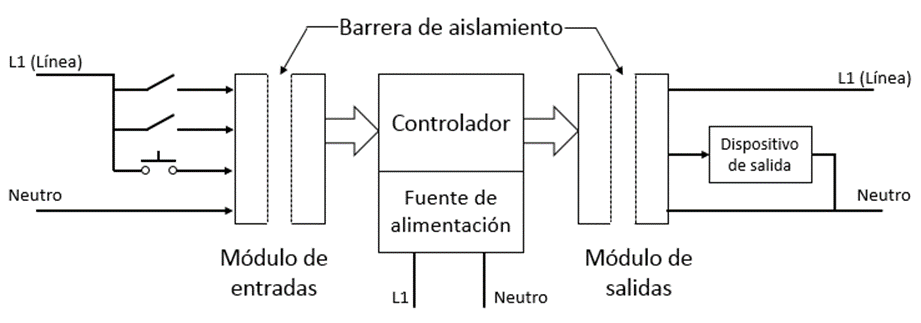 Barrera de aislamiento
L1 (Línea)
L1 (Línea)
Controlador
Dispositivo
de salida
Neutro
Fuente de
alimentación
Neutro
Módulo de
entradas
Módulo de
salidas
L1
Neutro